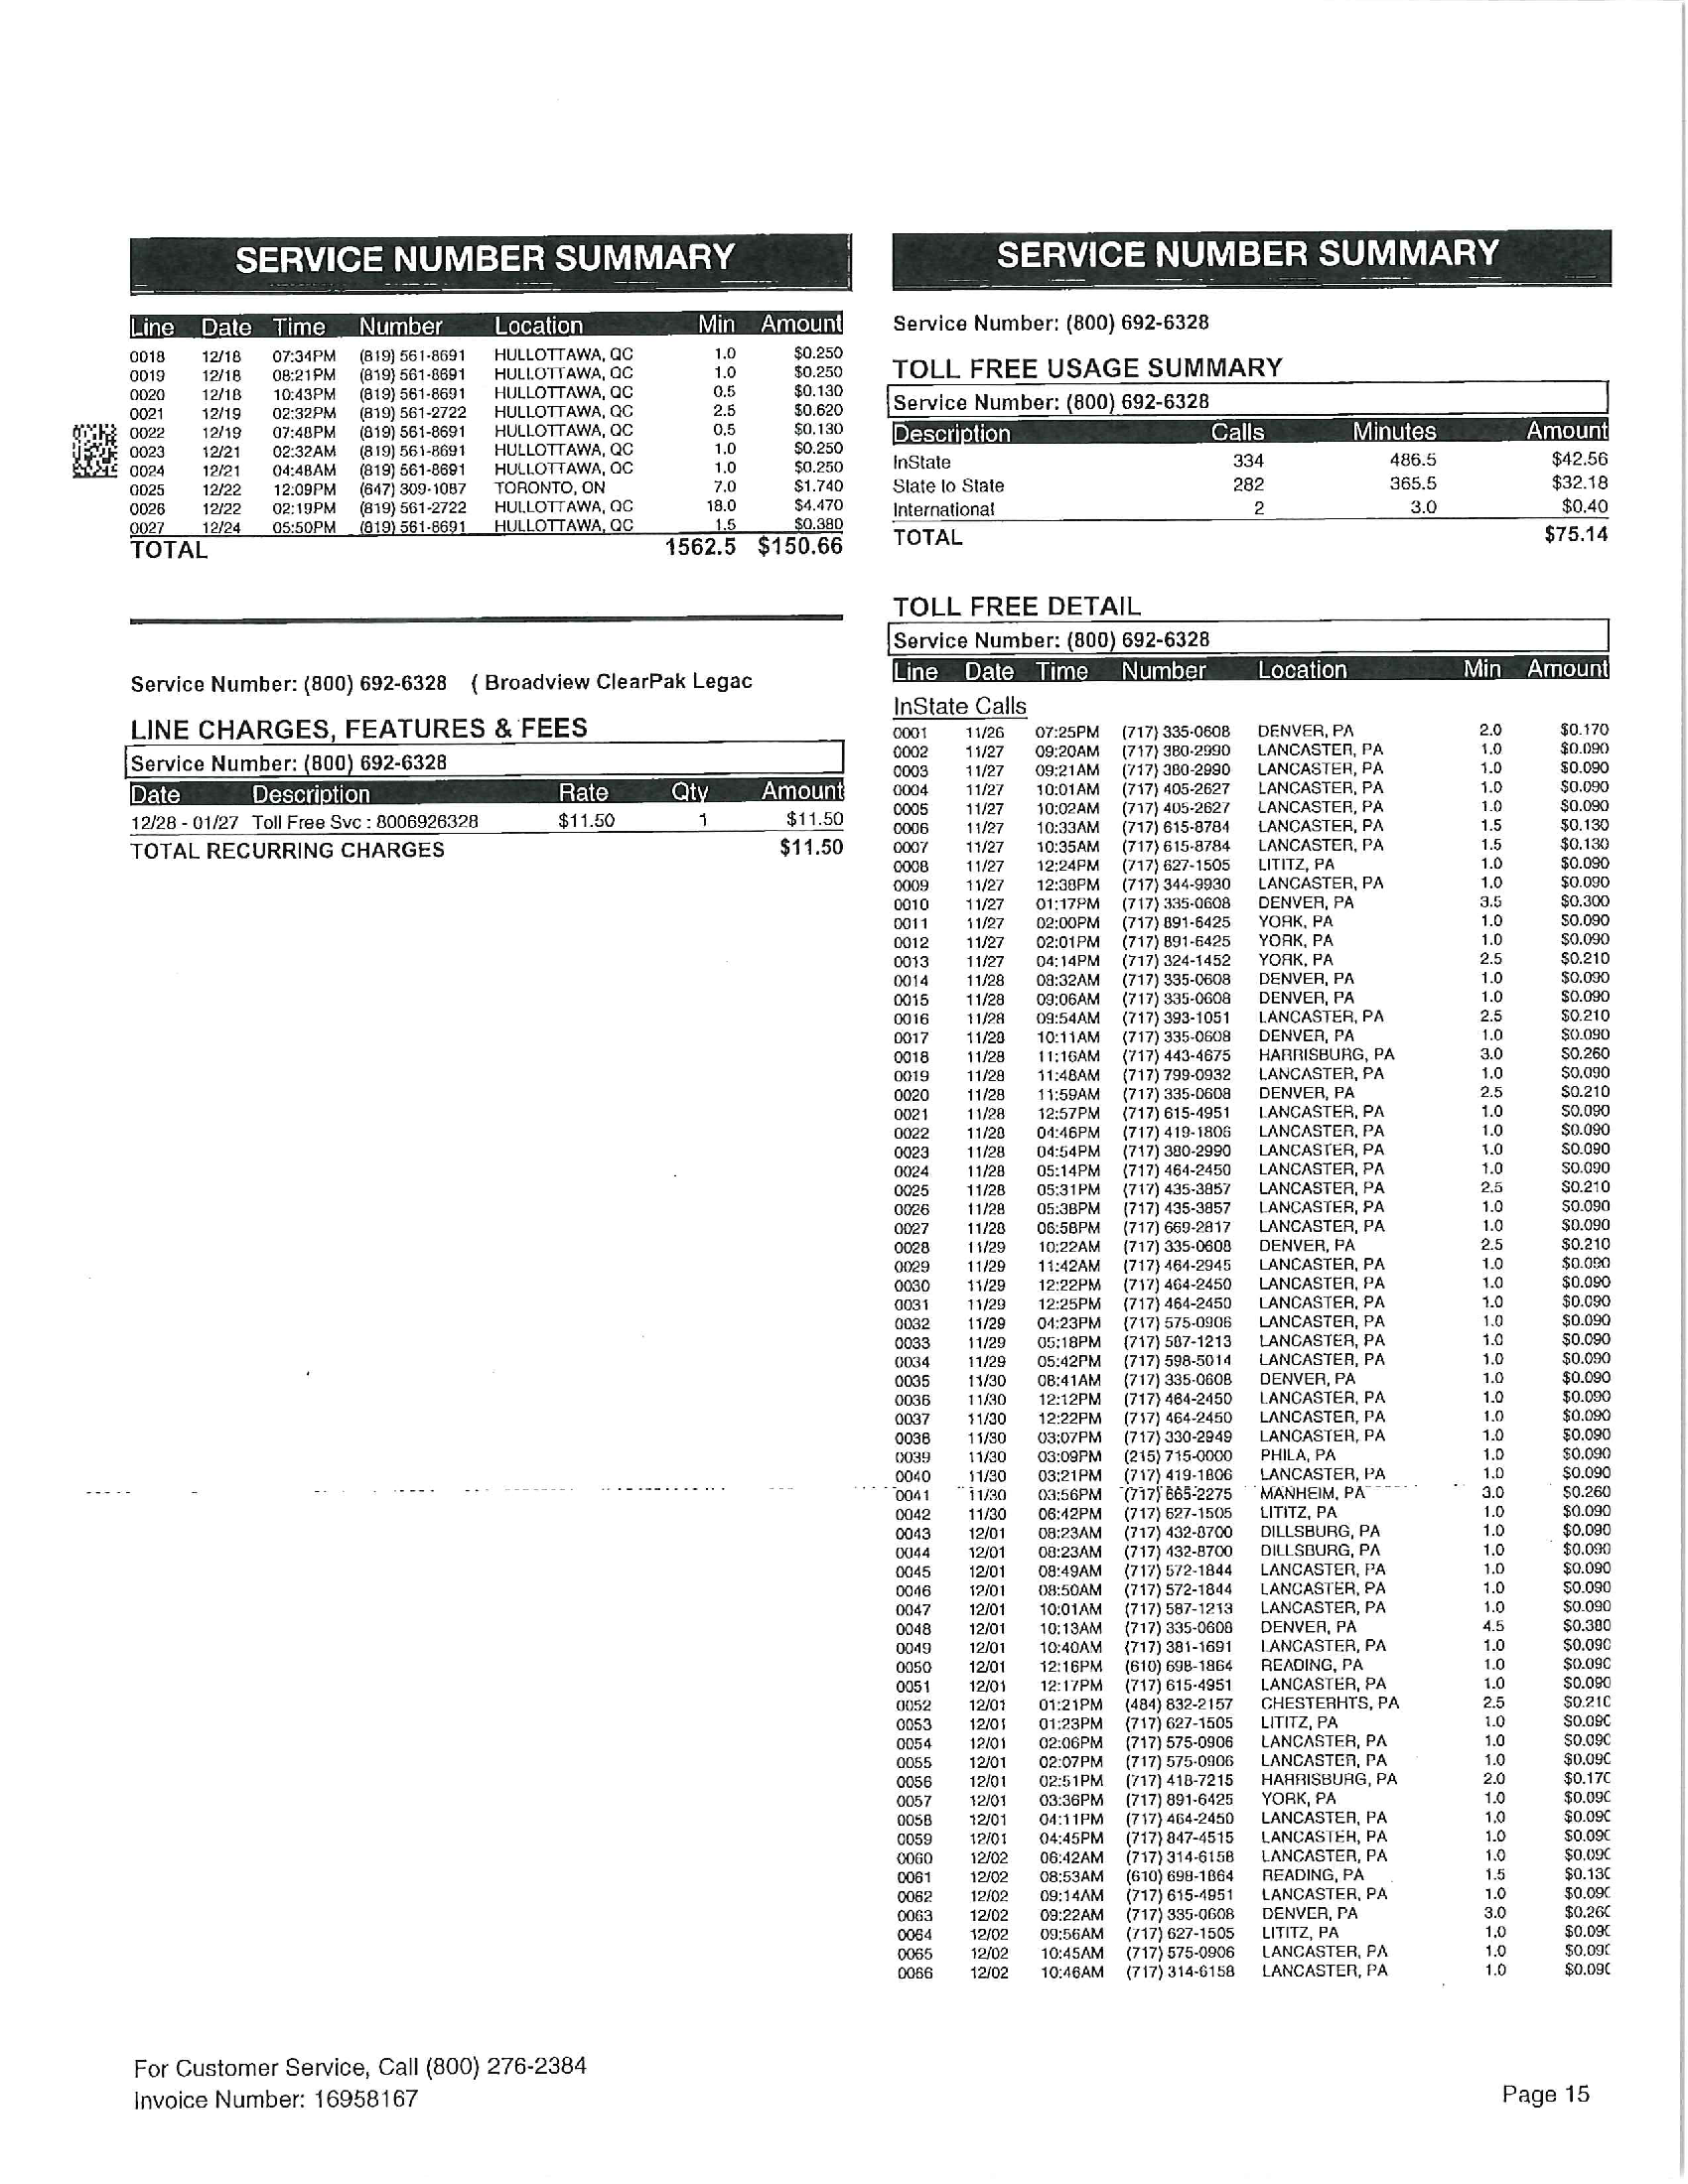 SERVICE NUMBER SUMMARY
Line Date Time Number Location Min Amount
0018 12/18 07:34PM (819) 561-8691 HULLOTTAWA, QC 1.0 $0.250
0019 12/18 08:21PM (819) 561-8691 HULLOTTAWA, QC 1.0 $0.250
0020 12/18 10:43PM (819) 561-8691 HULLOTTAWA, QC 0.5 $0.130
0021 12/19 02:32PM (819) 561-2722 HULLOTTAWA, QC 2.5 $0.620
0022 12/19 07:48PM (819) 561-8691 HULLOTTAWA, QC 0.5 $0.130
0023 12/21 02:32AM (819) 561-8691 HULLOTTAWA, QC 1.0 $0.250
0024 12/21 04:48AM (819) 561-8691 HULLOTTAWA, QC 1.0 $0.250
0025 12/22 12:09PM (647) 309-1087 TORONTO, ON 7.0 $1.740
0026 12/22 02:19PM (819) 561-2722 HULLOTTAWA, QC 18.0 $4.470
0027 12/24 05:50PM (819) 561-8691 HULLOTTAWA, QC 1.5 $0.380
TOTAL 1562.5 $150.66
Service Number: (800) 692-6328 ( Broadview ClearPak Legac
LINE CHARGES, FEATURES & FEES
Service Number: (800) 692-6328
Date Description Rate Qty Amount
12/28 - 01/27 Toll Free Svc : 8006926328 $11.50 1 $11.50
TOTAL RECURRING CHARGES $11.50
SERVICE NUMBER SUMMARY
Service Number: (800) 692-6328
TOLL FREE USAGE SUMMARY
Service Number: (800) 692-6328
Description Calls Minutes Amount
InState 334 486.5 $42.56
State to State 282 365.5 $32.18
International 2 3.0 $0.40
TOTAL $75.14
TOLL FREE DETAIL
Service Number: (800) 692-6328
Line Date Time Number Location Min Amount
InState Calls
0001 11/26 07:25PM (717) 335-0608 DENVER, PA 2.0 $0.170
0002 11/27 09:20AM (717) 380-2990 LANCASTER, PA 1.0 $0.090
0003 11/27 09:21AM (717) 380-2990 LANCASTER, PA 1.0 $0.090
0004 11/27 10:01AM (717) 405-2627 LANCASTER, PA 1.0 $0.090
0005 11/27 10:02AM (717) 405-2627 LANCASTER, PA 1.0 $0.090
0006 11/27 10:33AM (717) 615-8784 LANCASTER, PA 1.5 $0.130
0007 11/27 10:35AM (717) 615-8784 LANCASTER, PA 1.5 $0.130
0008 11/27 12:24PM (717) 627-1505 LITITZ, PA 1.0 $0.090
0009 11/27 12:38PM (717) 344-9930 LANCASTER, PA 1.0 $0.090
0010 11/27 01:17PM (717) 335-0608 DENVER, PA 3.5 $0.300
0011 11/27 02:00PM (717) 891-6425 YORK, PA 1.0 $0.090
0012 11/27 02:01PM (717) 891-6425 YORK, PA 1.0 $0.090
0013 11/27 04:14PM (717) 324-1452 YORK, PA 2.5 $0.210
0014 11/28 08:32AM (717) 335-0608 DENVER, PA 1.0 $0.090
0015 11/28 09:06AM (717) 335-0608 DENVER, PA 1.0 $0.090
0016 11/28 09:54AM (717) 393-1051 LANCASTER, PA 2.5 $0.210
0017 11/28 10:11AM (717) 335-0608 DENVER, PA 1.0 $0.090
0018 11/28 11:16AM (717) 443-4675 HARRISBURG, PA 3.0 $0.260
0019 11/28 11:48AM (717) 799-0932 LANCASTER, PA 1.0 $0.090
0020 11/28 11:59AM (717) 335-0608 DENVER, PA 2.5 $0.210
0021 11/28 12:57PM (717) 615-4951 LANCASTER, PA 1.0 $0.090
0022 11/28 04:46PM (717) 419-1806 LANCASTER, PA 1.0 $0.090
0023 11/28 04:54PM (717) 380-2990 LANCASTER, PA 1.0 $0.090
0024 11/28 05:14PM (717) 464-2450 LANCASTER, PA 1.0 $0.090
0025 11/28 05:31PM (717) 435-3857 LANCASTER, PA 2.5 $0.210
0026 11/28 05:38PM (717) 435-3857 LANCASTER, PA 1.0 $0.090
0027 11/28 06:58PM (717) 669-2817 LANCASTER, PA 1.0 $0.090
0028 11/29 10:22AM (717) 335-0608 DENVER, PA 2.5 $0.210
0029 11/29 11:42AM (717) 464-2945 LANCASTER, PA 1.0 $0.090
0030 11/29 12:22PM (717) 464-2450 LANCASTER, PA 1.0 $0.090
0031 11/29 12:25PM (717) 464-2450 LANCASTER, PA 1.0 $0.090
0032 11/29 04:23PM (717) 575-0906 LANCASTER, PA 1.0 $0.090
0033 11/29 05:18PM (717) 587-1213 LANCASTER, PA 1.0 $0.090
0034 11/29 05:42PM (717) 598-5014 LANCASTER, PA 1.0 $0.090
0035 11/30 08:41AM (717) 335-0608 DENVER, PA 1.0 $0.090
0036 11/30 12:12PM (717) 464-2450 LANCASTER, PA 1.0 $0.090
0037 11/30 12:22PM (717) 464-2450 LANCASTER, PA 1.0 $0.090
0038 11/30 03:07PM (717) 330-2949 LANCASTER, PA 1.0 $0.090
0039 11/30 03:09PM (215) 715-0000 PHILA, PA 1.0 $0.090
0040 11/30 03:21PM (717) 419-1806 LANCASTER, PA 1.0 $0.090
0041 11/30 03:56PM (717) 665-2275 MANHEIM, PA 3.0 $0.260
0042 11/30 06:42PM (717) 627-1505 LITITZ, PA 1.0 $0.090
0043 12/01 08:23AM (717) 432-8700 DILLSBURG, PA 1.0 $0.090
0044 12/01 08:23AM (717) 432-8700 DILLSBURG, PA 1.0 $0.090
0045 12/01 08:49AM (717) 572-1844 LANCASTER, PA 1.0 $0.090
0046 12/01 08:50AM (717) 572-1844 LANCASTER, PA 1.0 $0.090
0047 12/01 10:01AM (717) 587-1213 LANCASTER, PA 1.0 $0.090
0048 12/01 10:13AM (717) 335-0608 DENVER, PA 4.5 $0.380
0049 12/01 10:40AM (717) 381-1691 LANCASTER, PA 1.0 $0.090
0050 12/01 12:16PM (610) 698-1864 READING, PA 1.0 $0.090
0051 12/01 12:17PM (717) 615-4951 LANCASTER, PA 1.0 $0.090
0052 12/01 01:21PM (484) 832-2157 CHESTERHTS, PA 2.5 $0.210
0053 12/01 01:23PM (717) 627-1505 LITITZ, PA 1.0 $0.090
0054 12/01 02:06PM (717) 575-0906 LANCASTER, PA 1.0 $0.090
0055 12/01 02:07PM (717) 575-0906 LANCASTER, PA 1.0 $0.090
0056 12/01 02:51PM (717) 418-7215 HARRISBURG, PA 2.0 $0.170
0057 12/01 03:36PM (717) 891-6425 YORK, PA 1.0 $0.090
0058 12/01 04:11PM (717) 464-2450 LANCASTER, PA 1.0 $0.090
0059 12/01 04:45PM (717) 847-4515 LANCASTER, PA 1.0 $0.090
0060 12/02 06:42AM (717) 314-6158 LANCASTER, PA 1.0 $0.090
0061 12/02 08:53AM (610) 698-1864 READING, PA 1.5 $0.130
0062 12/02 09:14AM (717) 615-4951 LANCASTER, PA 1.0 $0.090
0063 12/02 09:22AM (717) 335-0608 DENVER, PA 3.0 $0.260
0064 12/02 09:56AM (717) 627-1505 LITITZ, PA 1.0 $0.090
0065 12/02 10:45AM (717) 575-0906 LANCASTER, PA 1.0 $0.090
0066 12/02 10:46AM (717) 314-6158 LANCASTER, PA 1.0 $0.090
For Customer Service, Call (800) 276-2384
Invoice Number: 16958167
Page 15